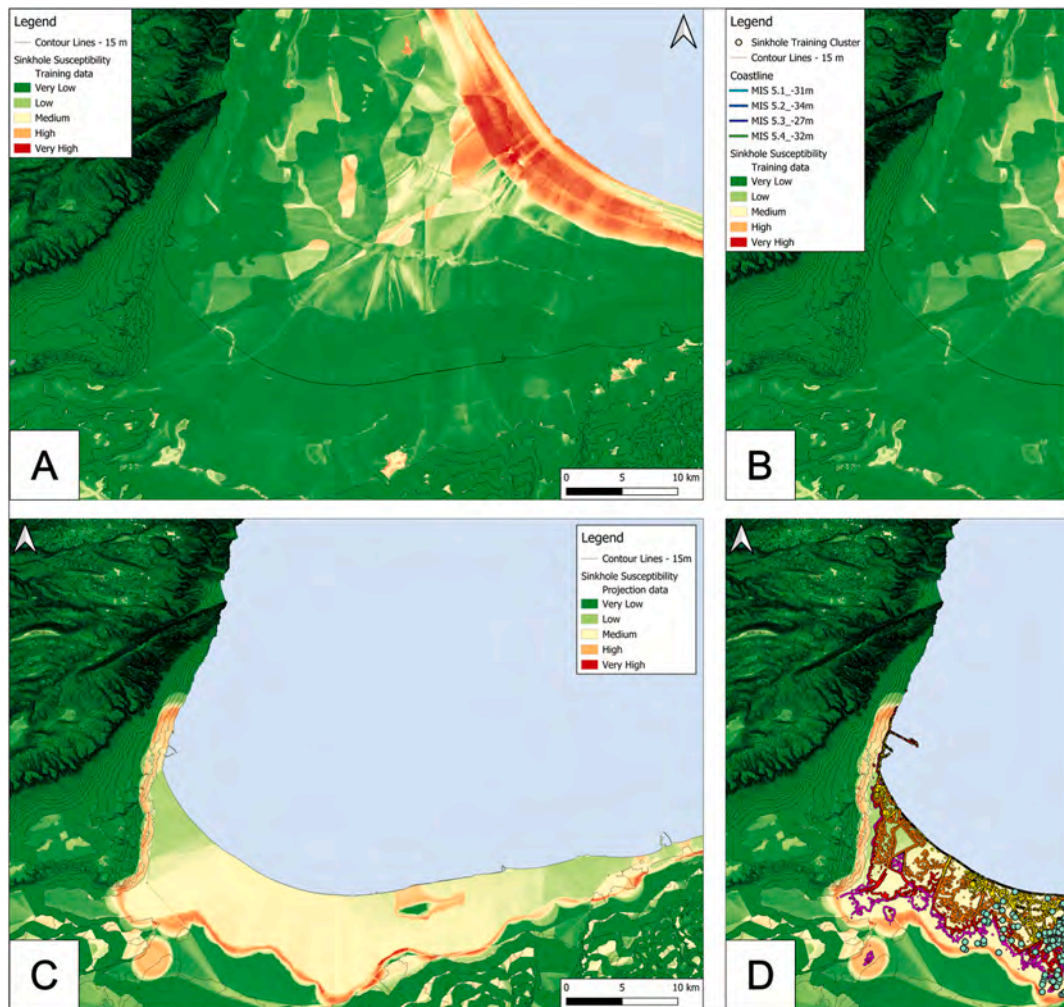 Legend
Contour Lines - 15 m
Sinkhole Susceptibility
Training data
Very Low
Low
Medium
High
Very High
A
0 5 10 km
Legend
Sinkhole Training Cluster
Contour Lines - 15 m
Coastline
MIS 5.1_-31m
MIS 5.2_-34m
MIS 5.3_-27m
MIS 5.4_-32m
Sinkhole Susceptibility
Training data
Very Low
Low
Medium
High
Very High
B
Legend
Contour Lines - 15m
Sinkhole Susceptibility
Projection data
Very Low
Low
Medium
High
Very High
C
0 5 10 km
D